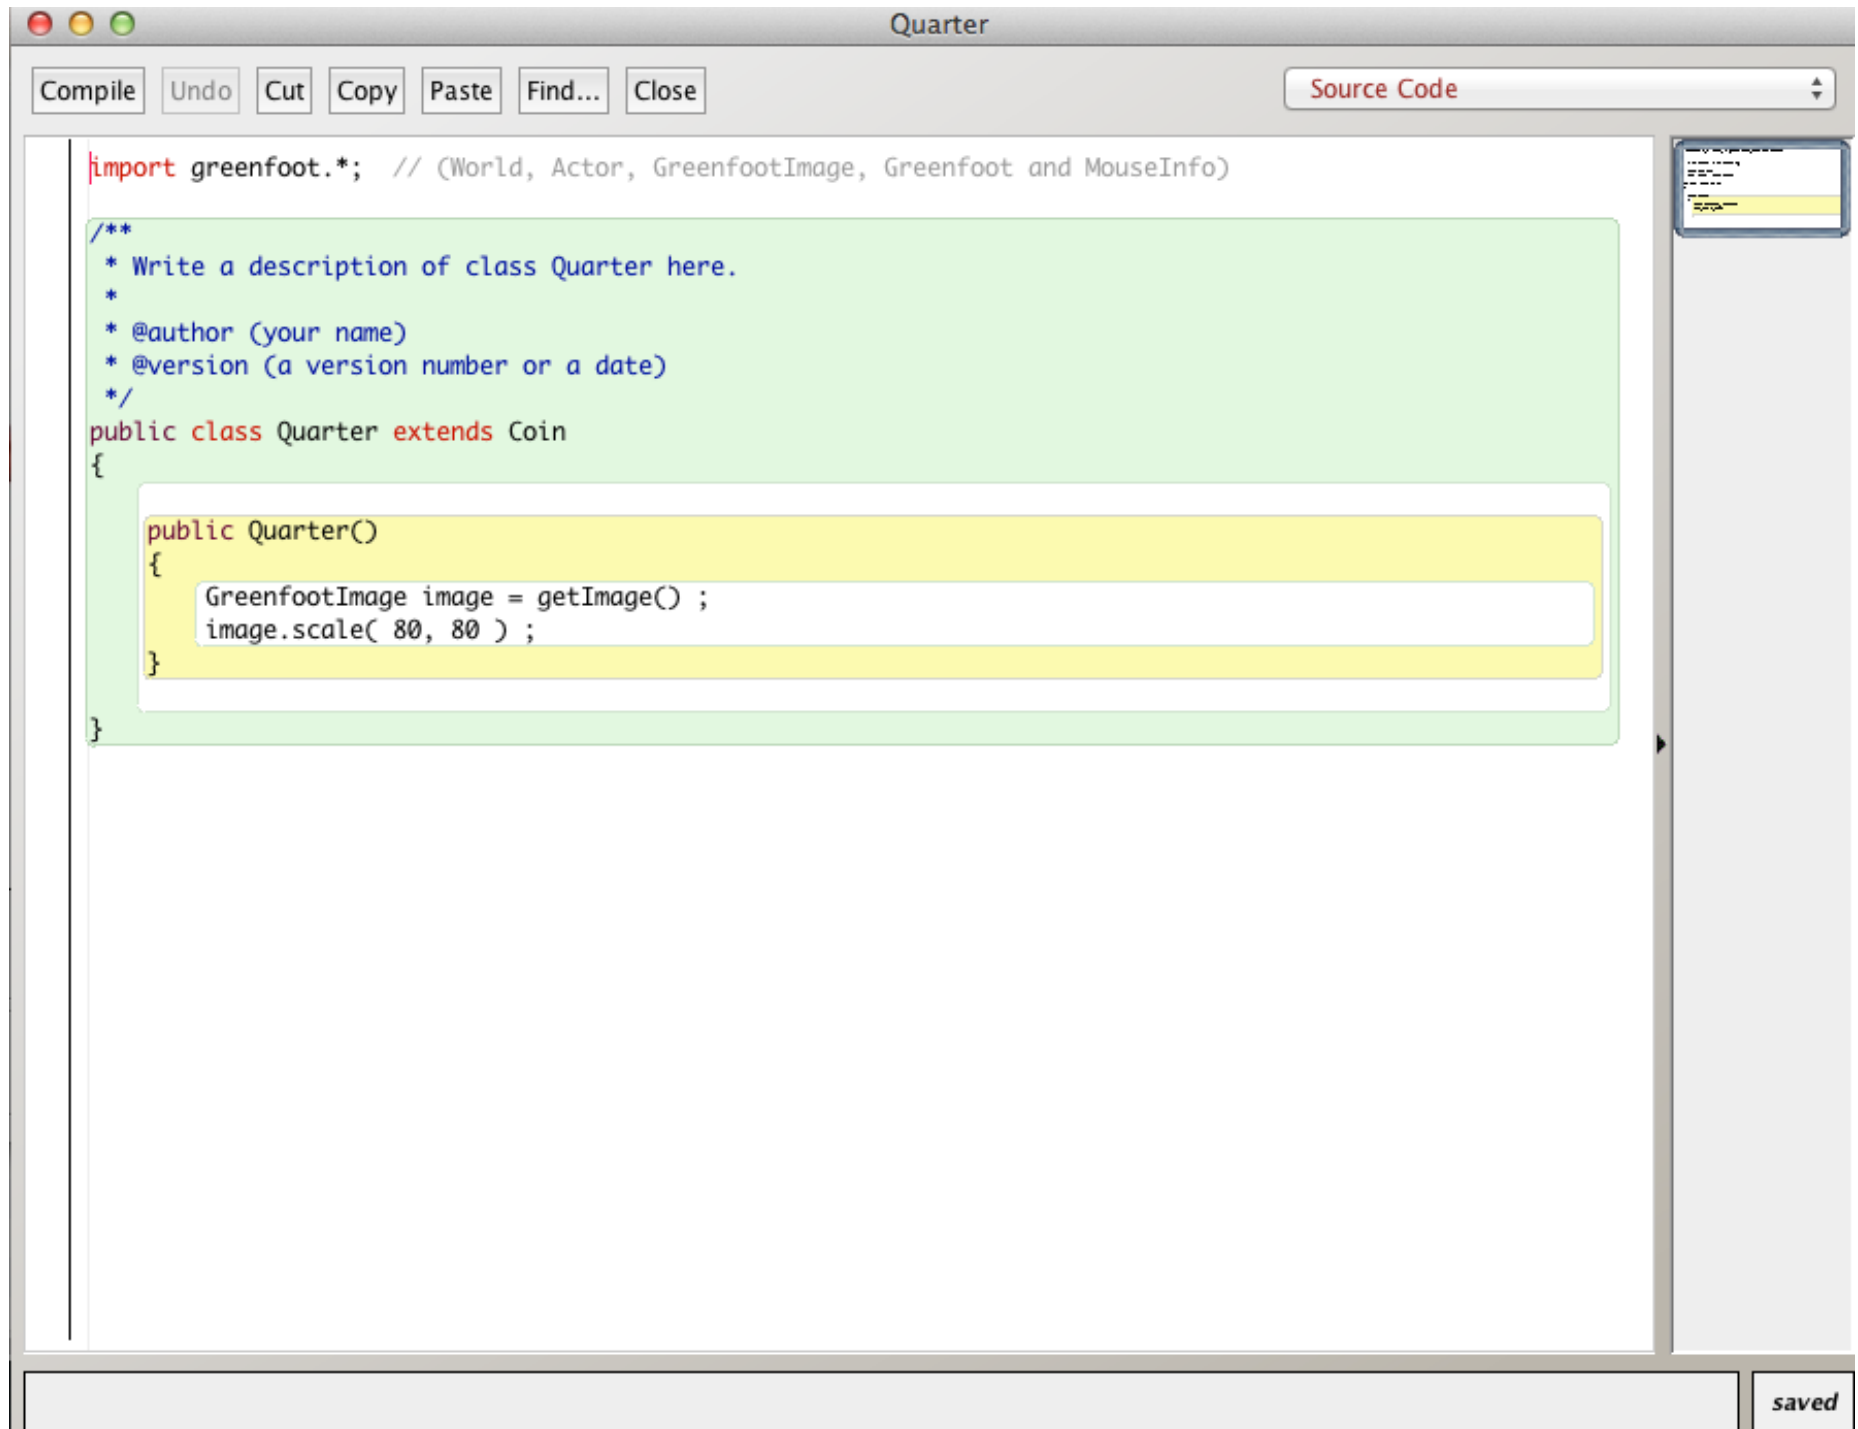 Quarter
Compile Undo Cut Copy Paste Find... Close Source Code
import greenfoot.*;  // (World, Actor, GreenfootImage, Greenfoot and MouseInfo)
/**
 * Write a description of class Quarter here.
 *
 * @author (your name)
 * @version (a version number or a date)
 */
public class Quarter extends Coin
{
    public Quarter()
    {
        GreenfootImage image = getImage() ;
        image.scale( 80, 80 ) ;
    }
}
saved